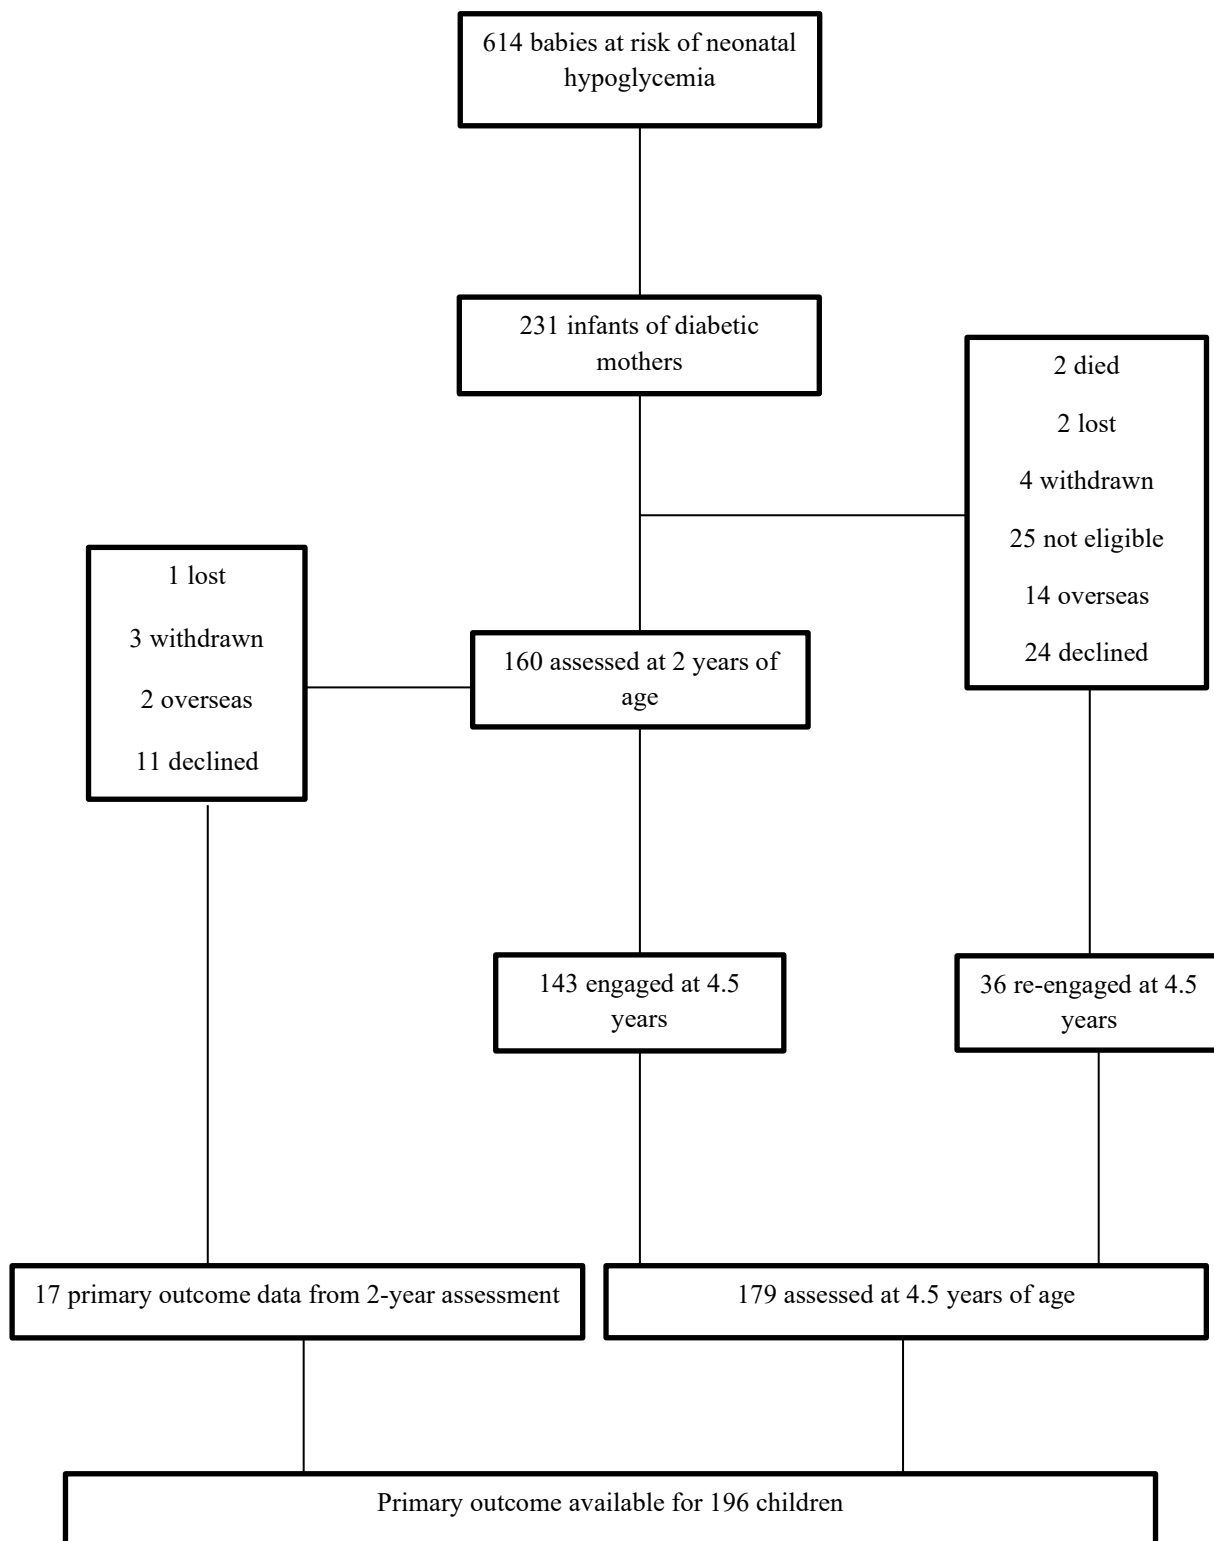 614 babies at risk of neonatal
hypoglycemia
231 infants of diabetic
mothers
2 died
2 lost
4 withdrawn
25 not eligible
14 overseas
24 declined
1 lost
3 withdrawn
2 overseas
11 declined
160 assessed at 2 years of
age
143 engaged at 4.5
years
36 re-engaged at 4.5
years
17 primary outcome data from 2-year assessment
179 assessed at 4.5 years of age
Primary outcome available for 196 children